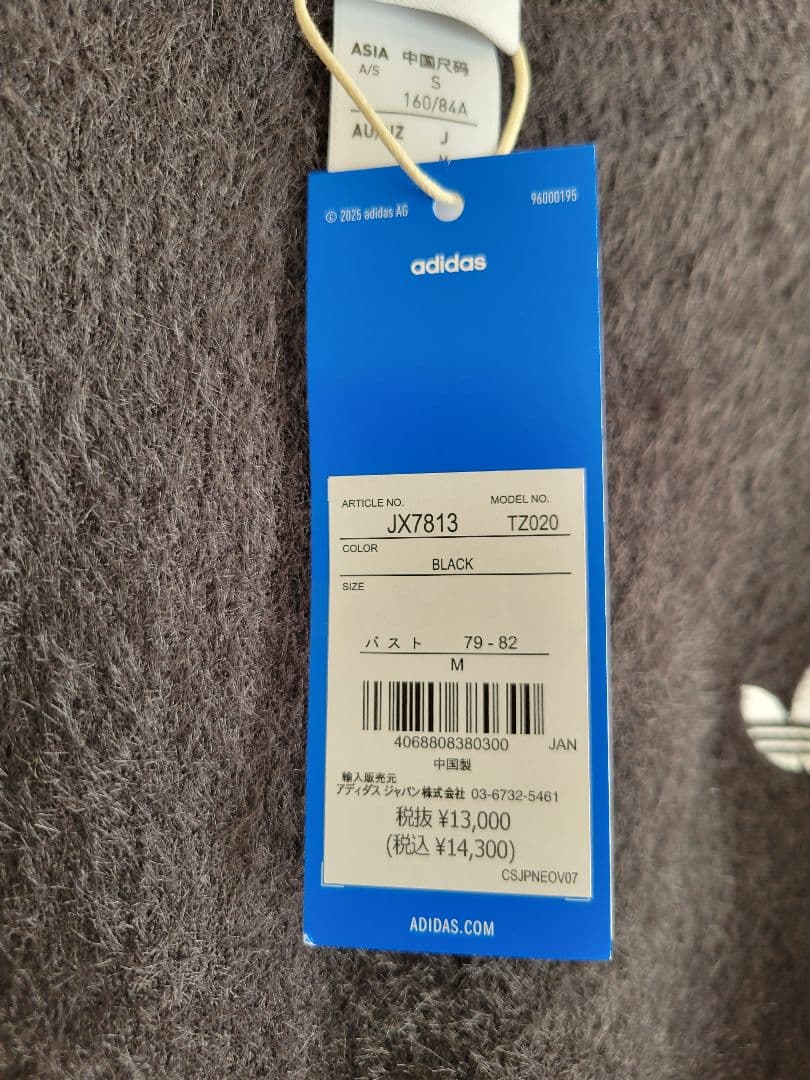 ASIA 中国尺码
A/S S
160/84A
J
© 2025 adidas AG 96000195
adidas
ARTICLE NO. MODEL NO.
JX7813 TZ020
COLOR
BLACK
SIZE
バスト 79-82
M
4068808380300 JAN
中国製
輸入販売元
アディダス ジャパン株式会社 03-6732-5461
税抜 ¥13,000
(税込 ¥14,300)
CSJPNEOV07
ADIDAS.COM